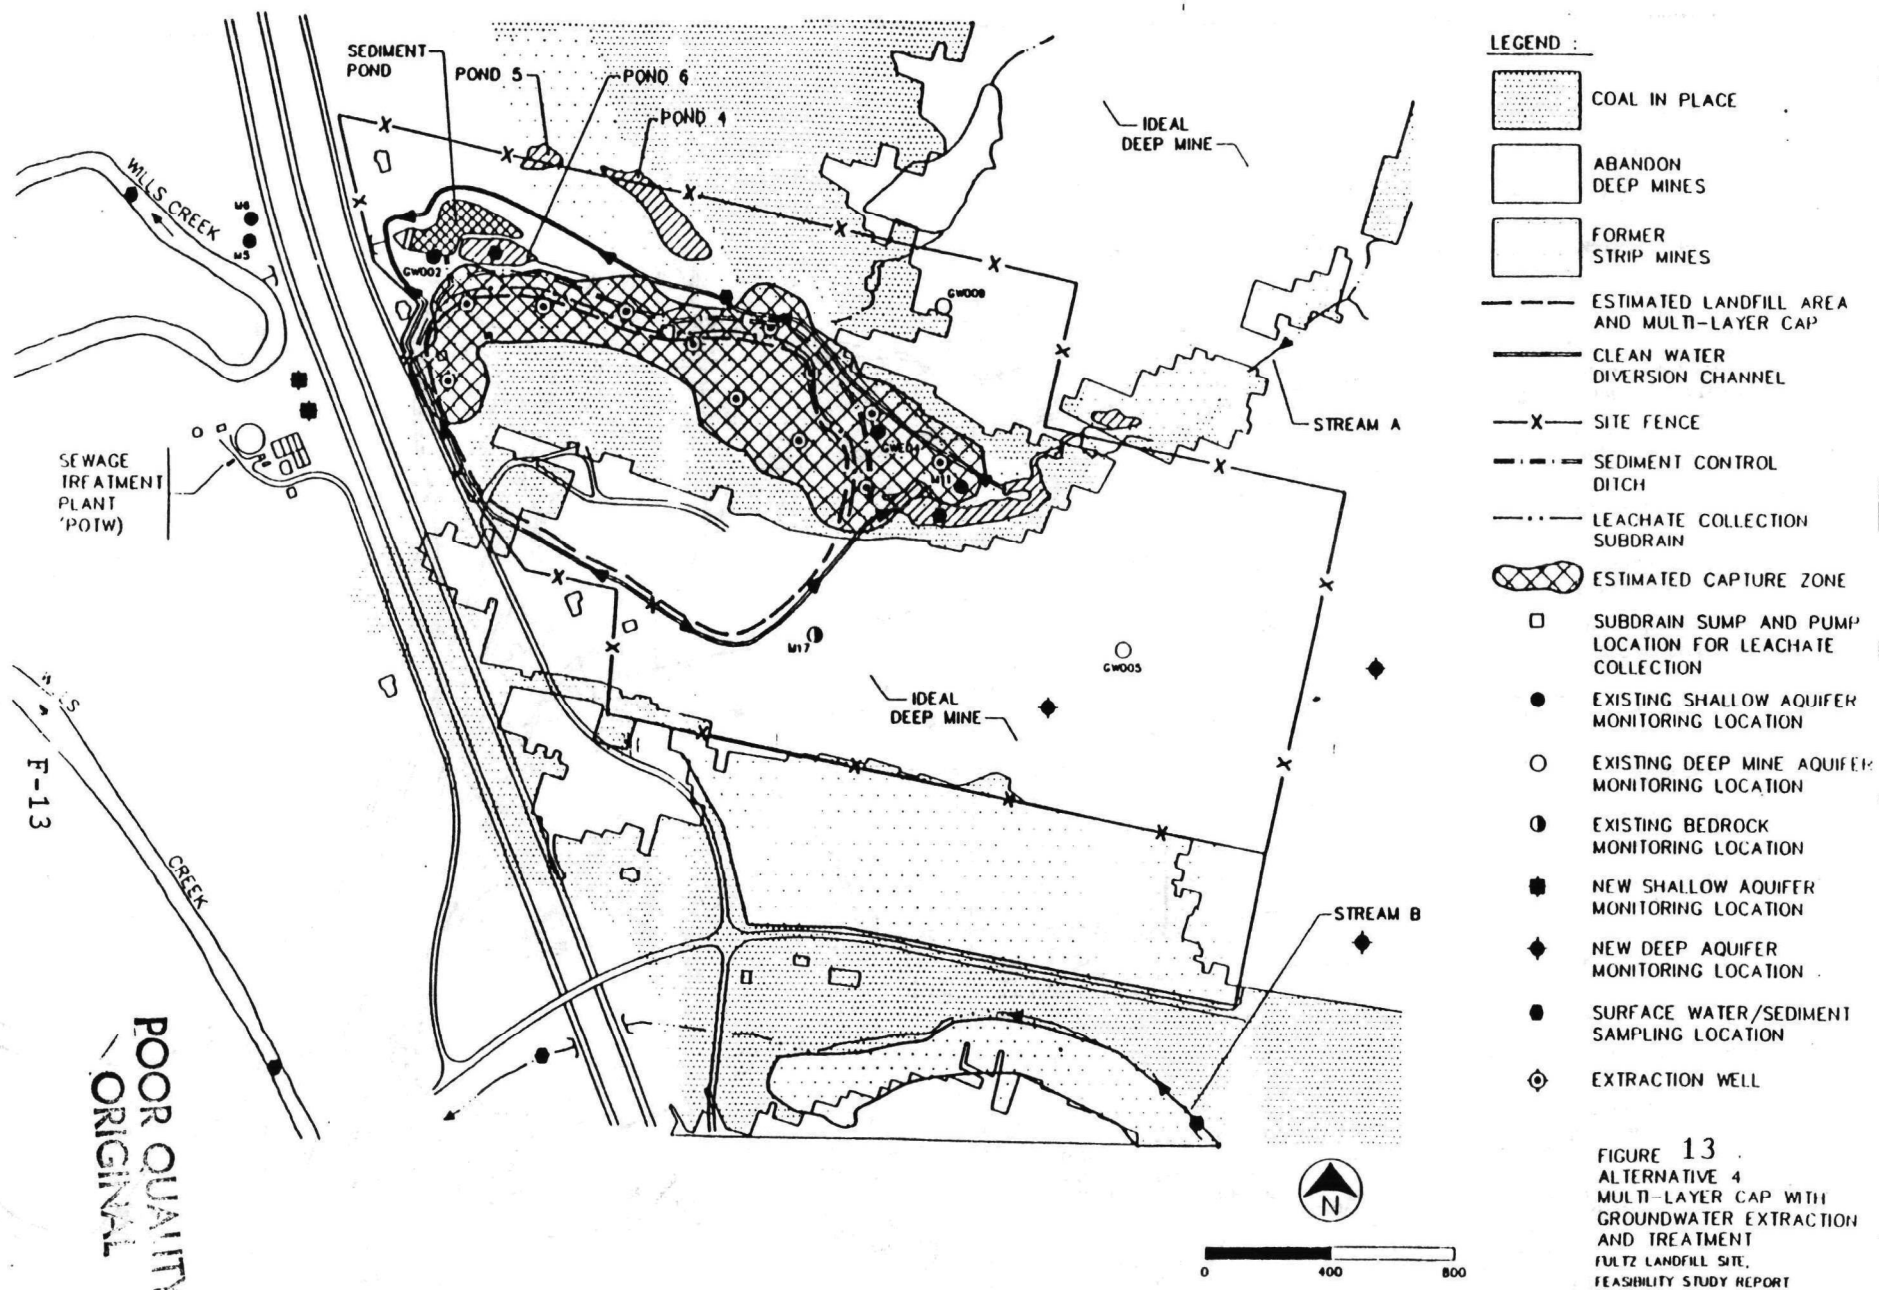 SEDIMENT
POND
POND 5
POND 6
POND 4
IDEAL
DEEP MINE
WILLS CREEK
M6
M5
GW002
GW008
STREAM A
SEWAGE
TREATMENT
PLANT
'POTW)
M11
M17
GW005
IDEAL
DEEP MINE
CREEK
STREAM B
F-13
POOR QUALITY
ORIGINAL
N
0 400 800
LEGEND :
COAL IN PLACE
ABANDON
DEEP MINES
FORMER
STRIP MINES
ESTIMATED LANDFILL AREA
AND MULTI-LAYER CAP
CLEAN WATER
DIVERSION CHANNEL
X SITE FENCE
SEDIMENT CONTROL
DITCH
LEACHATE COLLECTION
SUBDRAIN
ESTIMATED CAPTURE ZONE
SUBDRAIN SUMP AND PUMP
LOCATION FOR LEACHATE
COLLECTION
EXISTING SHALLOW AQUIFER
MONITORING LOCATION
EXISTING DEEP MINE AQUIFER
MONITORING LOCATION
EXISTING BEDROCK
MONITORING LOCATION
NEW SHALLOW AQUIFER
MONITORING LOCATION
NEW DEEP AQUIFER
MONITORING LOCATION
SURFACE WATER/SEDIMENT
SAMPLING LOCATION
EXTRACTION WELL
FIGURE 13
ALTERNATIVE 4
MULTI-LAYER CAP WITH
GROUNDWATER EXTRACTION
AND TREATMENT
FULTZ LANDFILL SITE,
FEASIBILITY STUDY REPORT